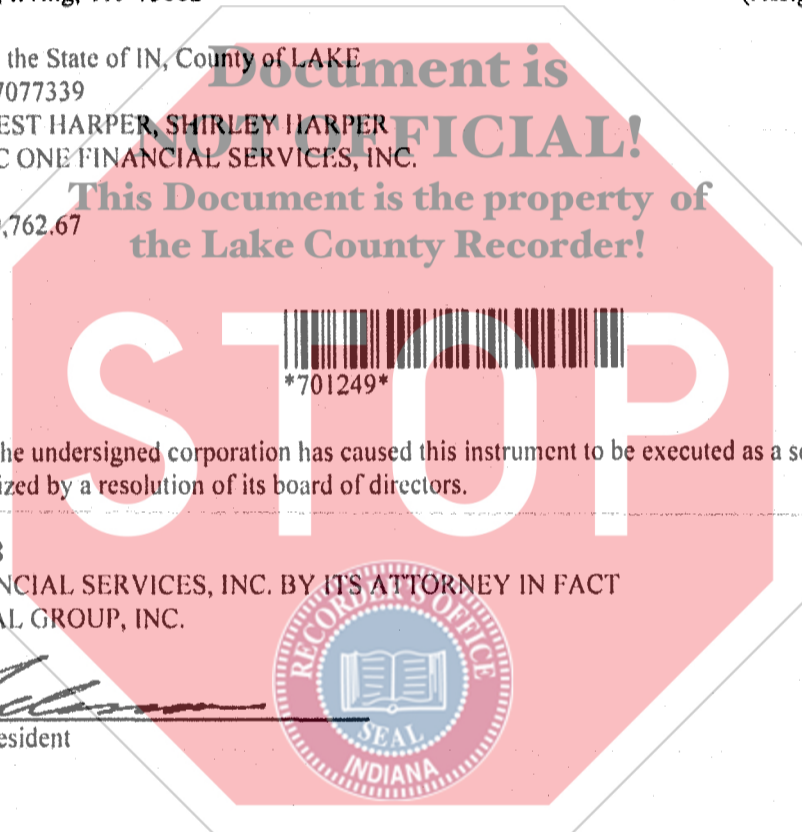 the State of IN, County of LAKE
Document is
7077339
EST HARPER, SHIRLEY HARPER
NOT OFFICIAL!
C ONE FINANCIAL SERVICES, INC.
This Document is the property of
,762.67
the Lake County Recorder!
STOP
*701249*
he undersigned corporation has caused this instrument to be executed as a
ized by a resolution of its board of directors.
NCIAL SERVICES, INC. BY ITS ATTORNEY IN FACT
AL GROUP, INC.
RECORDER'S OFFICE
SEAL
INDIANA
esident